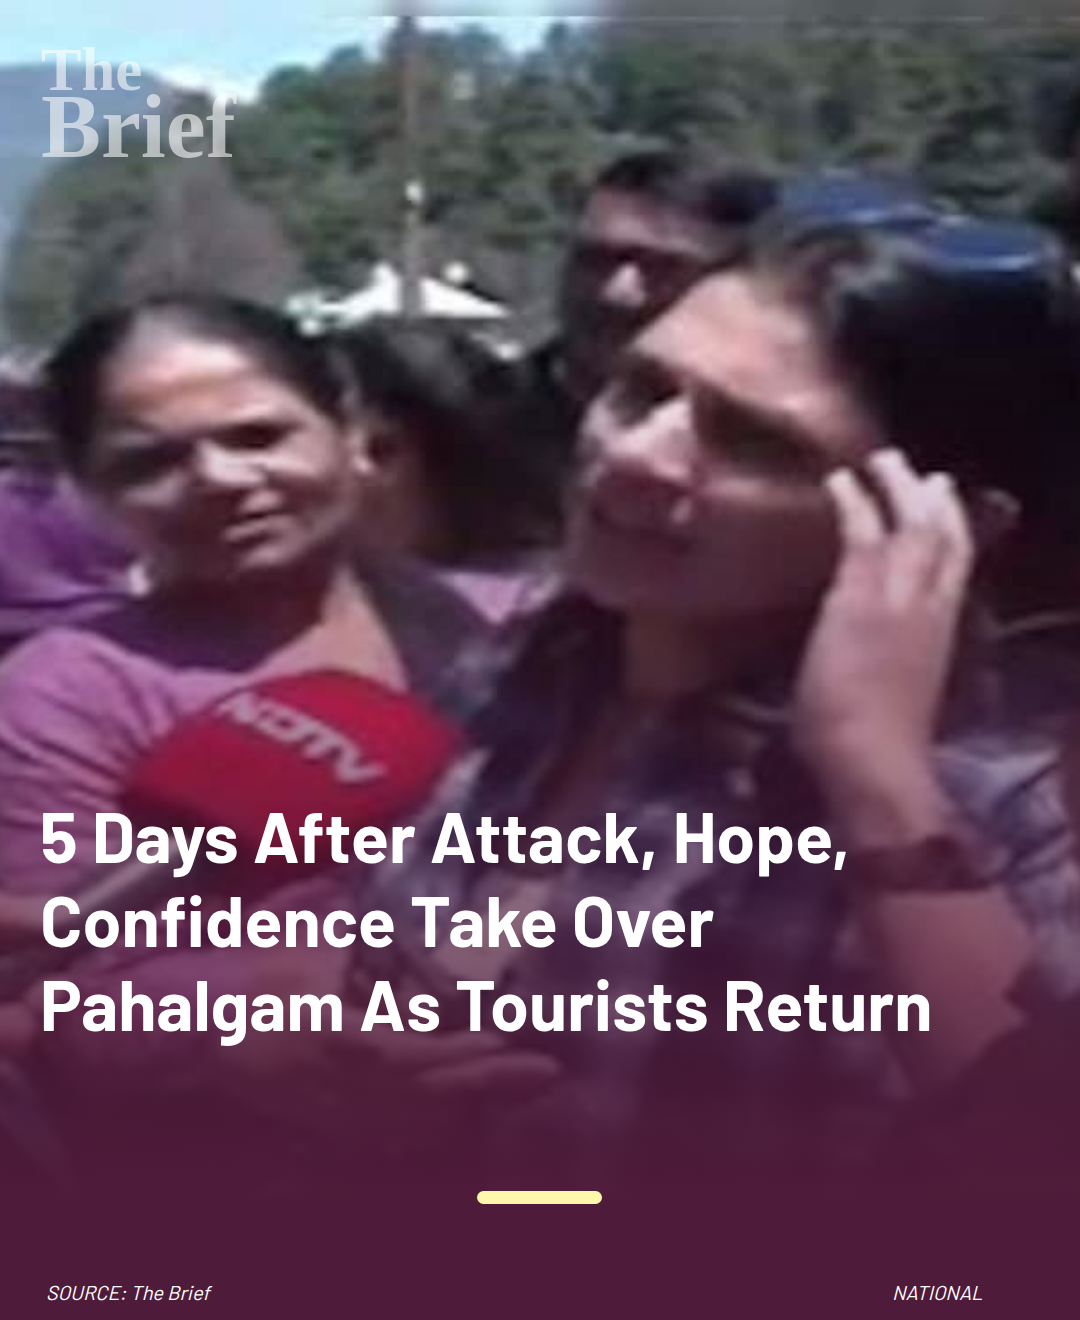 The
Brief
NDTV
5 Days After Attack, Hope,
Confidence Take Over
Pahalgam As Tourists Return
SOURCE: The Brief
NATIONAL